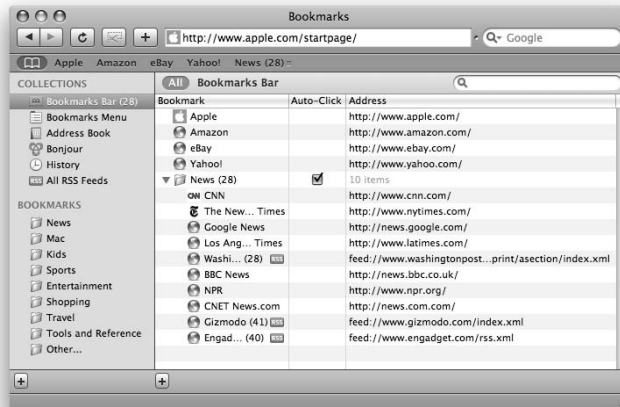 Bookmarks
http://www.apple.com/startpage/
Google
Apple Amazon eBay Yahoo! News (28)
COLLECTIONS
Bookmarks Bar (28)
Bookmarks Menu
Address Book
Bonjour
History
RSS All RSS Feeds
BOOKMARKS
News
Mac
Kids
Sports
Entertainment
Shopping
Travel
Tools and Reference
Other...
All Bookmarks Bar
Bookmark Auto-Click Address
Apple http://www.apple.com/
Amazon http://www.amazon.com/
eBay http://www.ebay.com/
Yahoo! http://www.yahoo.com/
News (28) 10 items
CNN CNN http://www.cnn.com/
The New... Times http://www.nytimes.com/
Google News http://news.google.com/
Los Ang... Times http://www.latimes.com/
Washi... (28) RSS feed://www.washingtonpost...print/asection/index.xml
BBC News http://news.bbc.co.uk/
NPR http://www.npr.org/
CNET News.com http://news.com.com/
Gizmodo (41) RSS feed://www.gizmodo.com/index.xml
Engad... (40) RSS feed://www.engadget.com/rss.xml